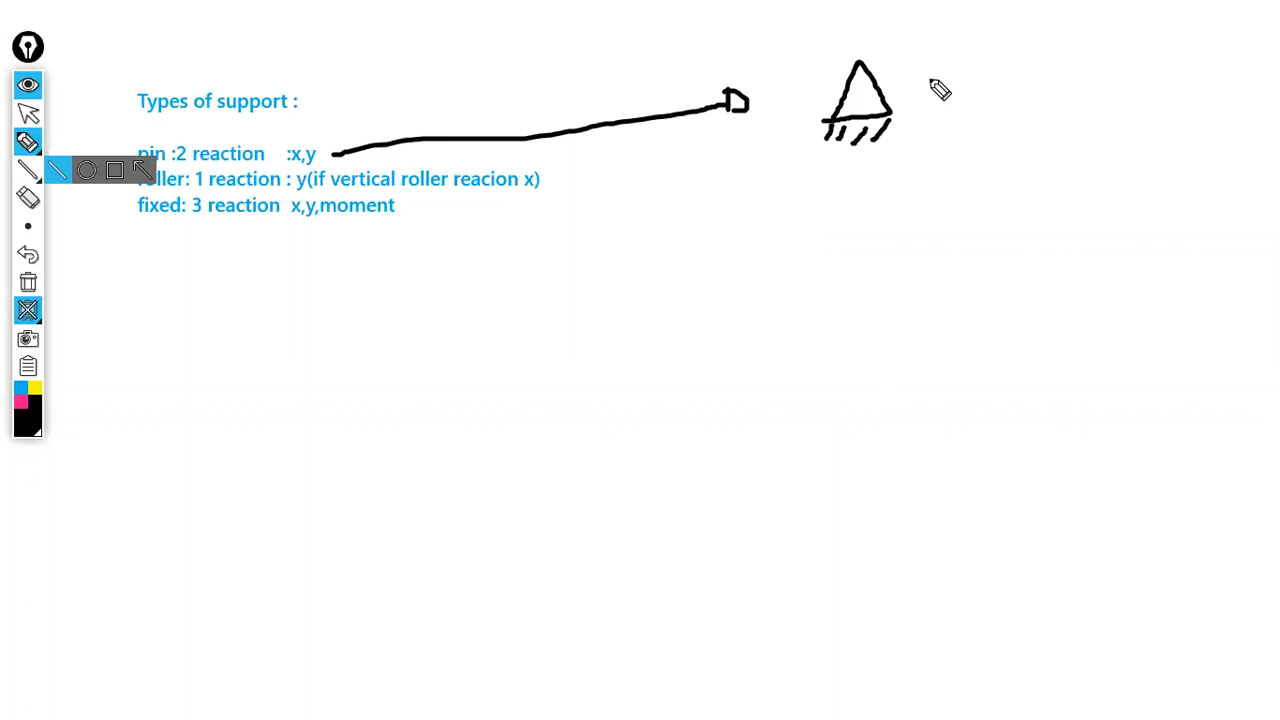 Types of support :
pin :2 reaction :x,y
roller: 1 reaction : y(if vertical roller reacion x)
fixed: 3 reaction x,y,moment